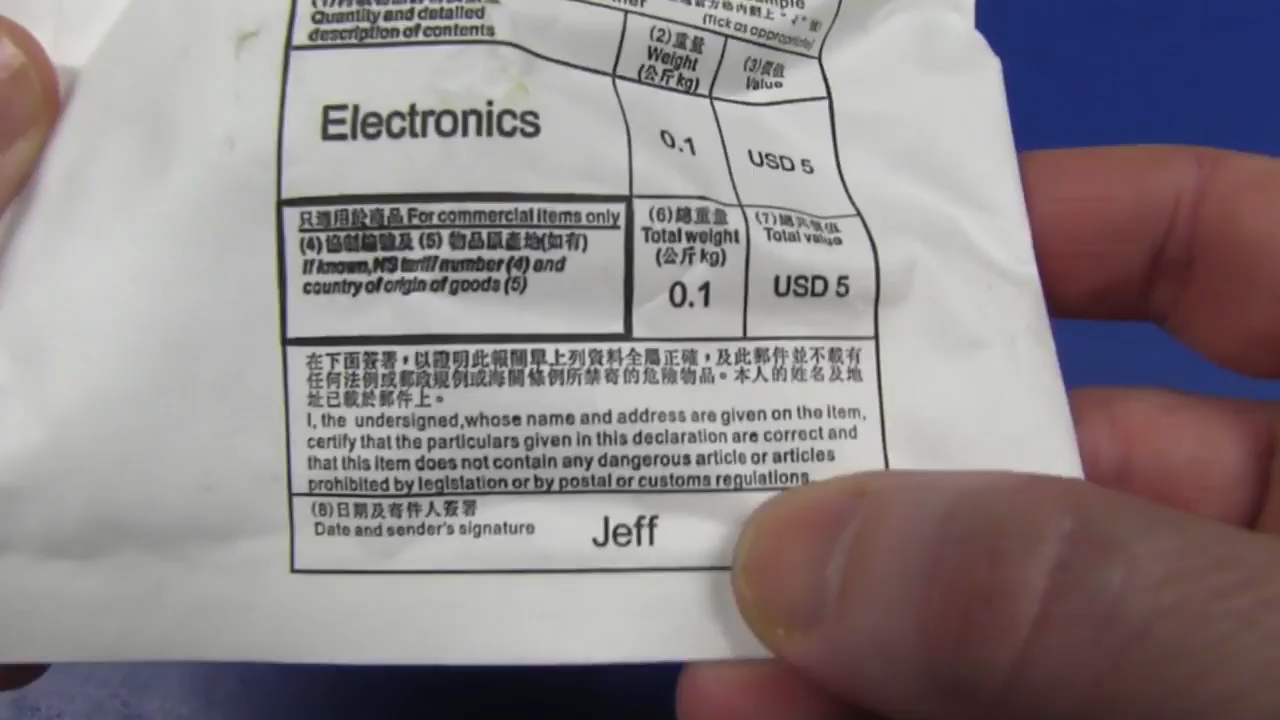 Quantity and detailed
description of contents
(Tick as appropriate)
(2)重量
Weight
(公斤kg)
(3)價值
Value
Electronics
0.1
USD 5
只適用於商品 For commercial items only
(4) 協制編號及 (5) 物品原產地(如有)
If known, HS tariff number (4) and
country of origin of goods (5)
(6)總重量
Total weight
(公斤kg)
0.1
(7)總共價值
Total value
USD 5
在下面簽署，以證明此報關單上列資料全屬正確，及此郵件並不載有
任何法例或郵政規例或海關條例所禁寄的危險物品。本人的姓名及地
址已載於郵件上。
I, the undersigned,whose name and address are given on the item,
certify that the particulars given in this declaration are correct and
that this item does not contain any dangerous article or articles
prohibited by legislation or by postal or customs regulations
(8)日期及寄件人簽署
Date and sender's signature
Jeff